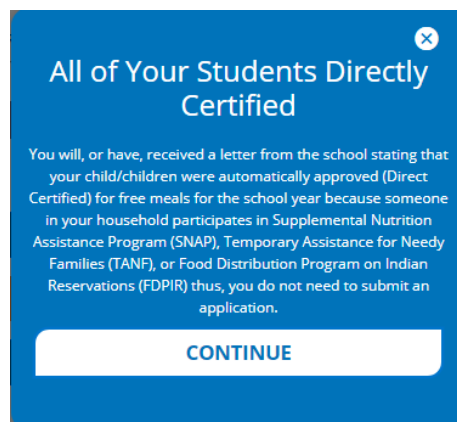 All of Your Students Directly
Certified
You will, or have, received a letter from the school stating that
your child/children were automatically approved (Direct
Certified) for free meals for the school year because someone
in your household participates in Supplemental Nutrition
Assistance Program (SNAP), Temporary Assistance for Needy
Families (TANF), or Food Distribution Program on Indian
Reservations (FDPIR) thus, you do not need to submit an
application.
CONTINUE